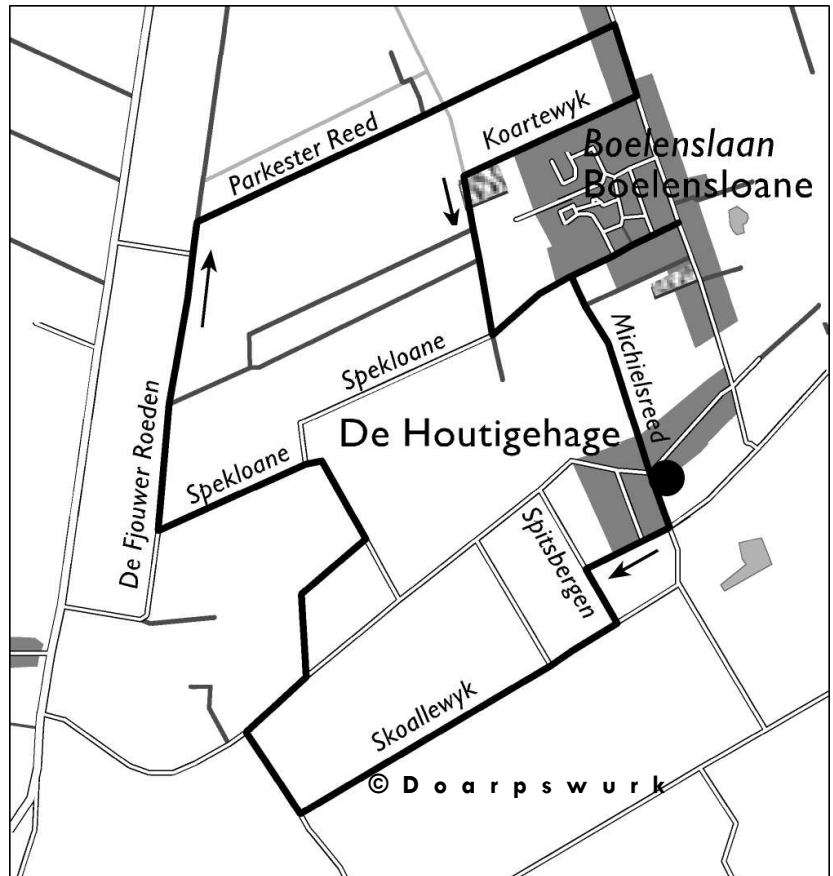 Parkester Reed
Koartewyk
Boelenslaan
Boelensloane
Michielsreed
Spekloane
De Houtigehage
Spekloane
De Fjouwer Roeden
Spitsbergen
Skoallewyk
© Doarpswurk